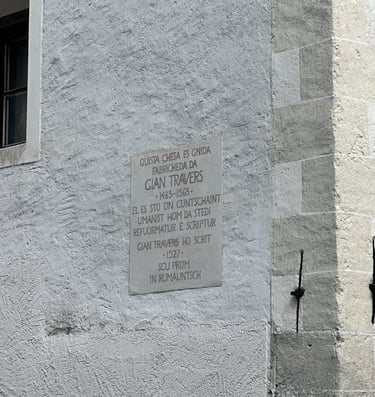 QUISTA CHESA ES GNIDA
FABRICHEDA DA
GIAN TRAVERS
·1483-1563·
EL ES STO ÜN CUNTSCHAINT
UMANIST HOM DA STEDI
REFUORMATUR E SCRIPTUR
GIAN TRAVERS HO SCRIT
·1527·
SCU PRÜM
IN RUMAUNTSCH